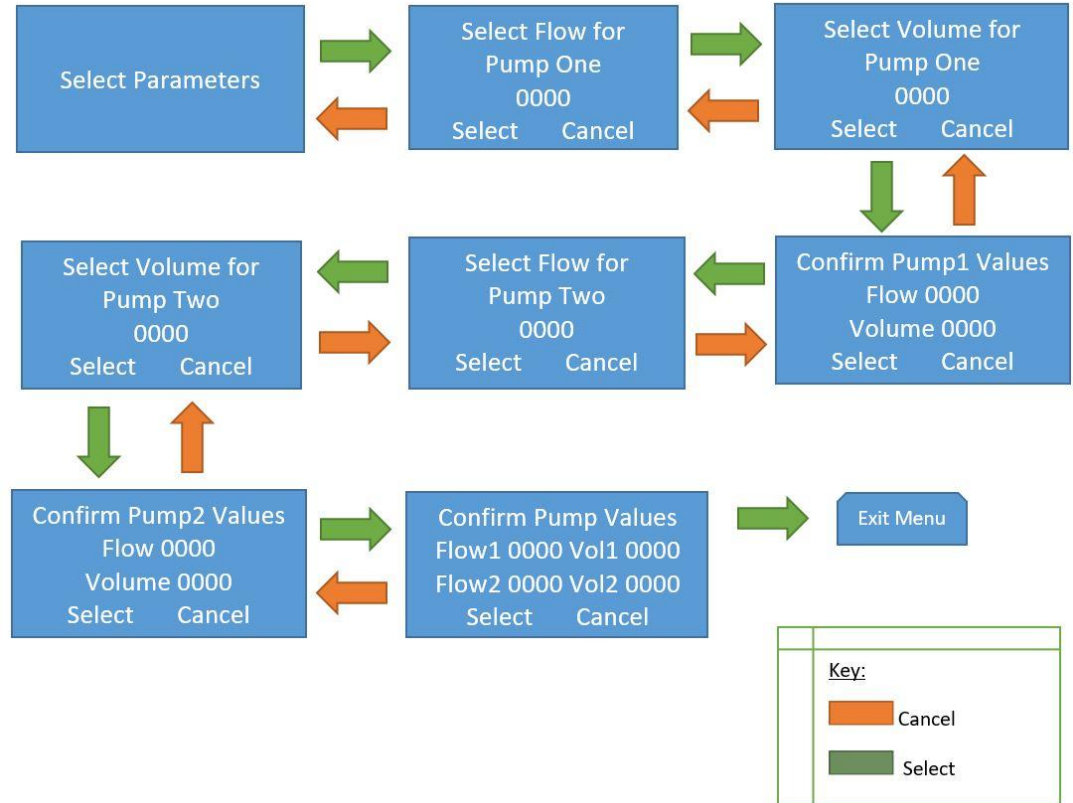 Select Parameters
Select Flow for
Pump One
0000
Select Cancel
Select Volume for
Pump One
0000
Select Cancel
Select Volume for
Pump Two
0000
Select Cancel
Select Flow for
Pump Two
0000
Select Cancel
Confirm Pump1 Values
Flow 0000
Volume 0000
Select Cancel
Confirm Pump2 Values
Flow 0000
Volume 0000
Select Cancel
Confirm Pump Values
Flow1 0000 Vol1 0000
Flow2 0000 Vol2 0000
Select Cancel
Exit Menu
Key:
Cancel
Select